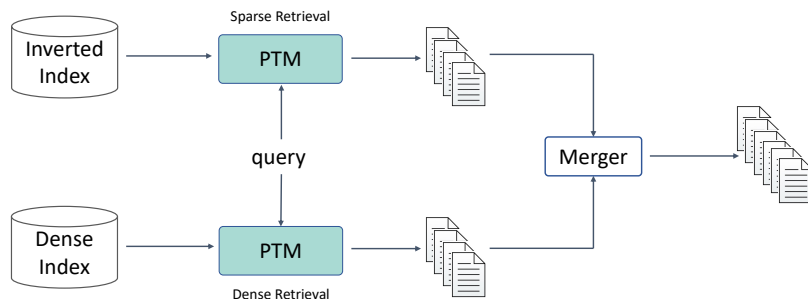 Sparse Retrieval
Inverted
Index
PTM
query
Merger
Dense
Index
PTM
Dense Retrieval